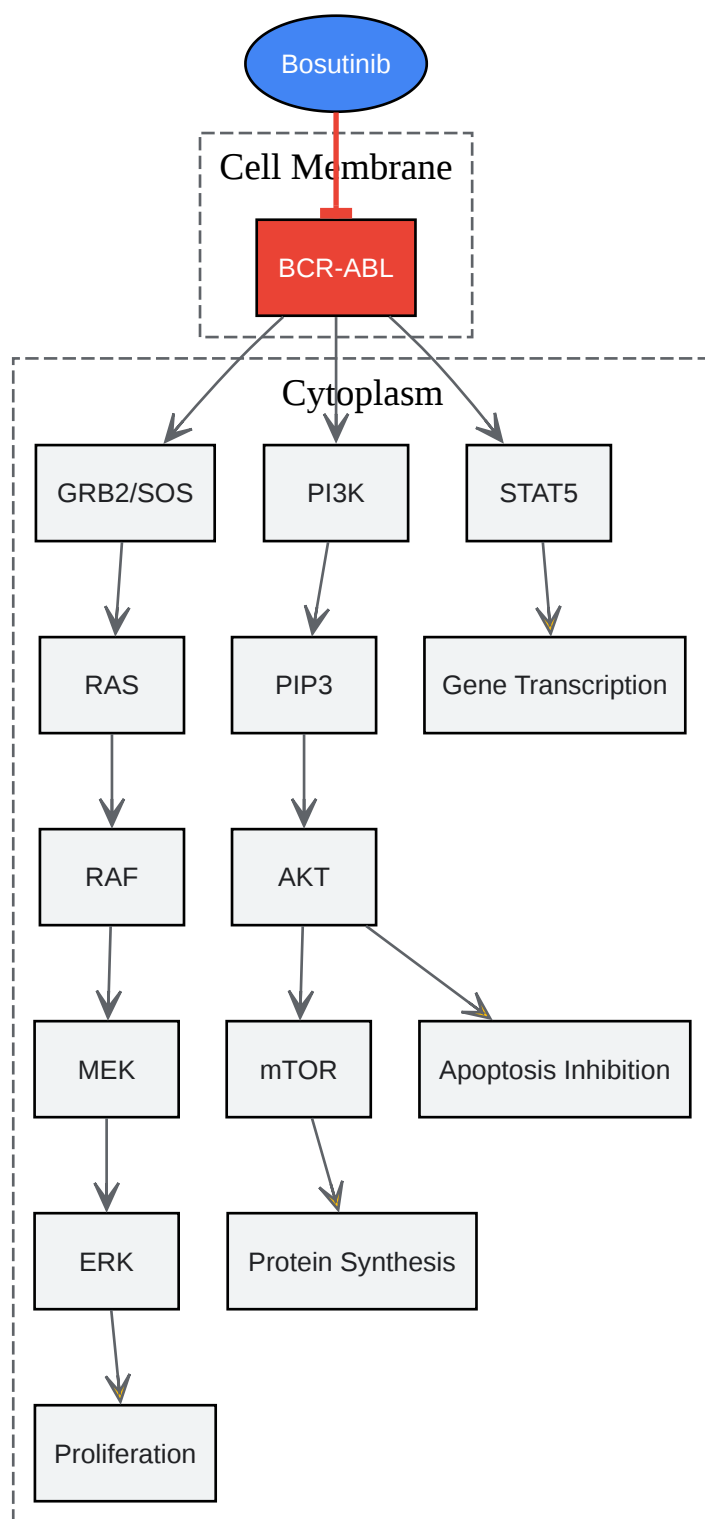 Bosutinib
Cell Membrane
BCR-ABL
Cytoplasm
GRB2/SOS
PI3K
STAT5
RAS
PIP3
Gene Transcription
RAF
AKT
MEK
mTOR
Apoptosis Inhibition
ERK
Protein Synthesis
Proliferation